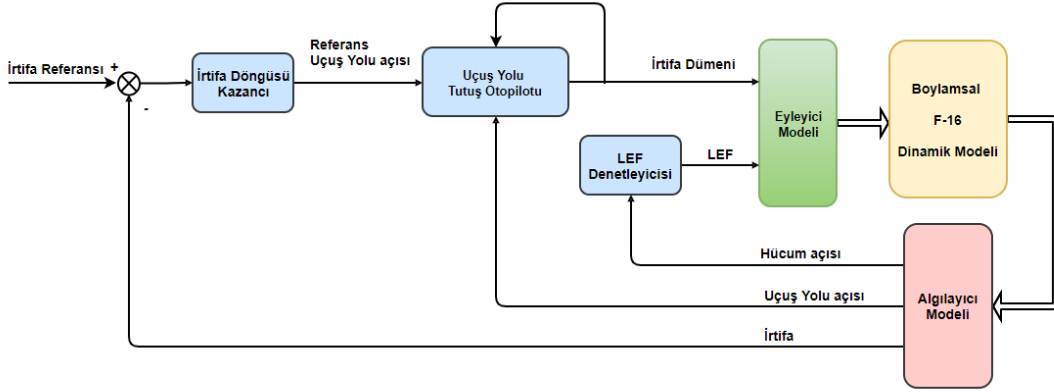 İrtifa Referansı
+
-
İrtifa Döngüsü
Kazancı
Referans
Uçuş Yolu açısı
Uçuş Yolu
Tutuş Otopilotu
İrtifa Dümeni
LEF
Denetleyicisi
LEF
Eyleyici
Modeli
Boylamsal
F-16
Dinamik Modeli
Hücum açısı
Uçuş Yolu açısı
İrtifa
Algılayıcı
Modeli